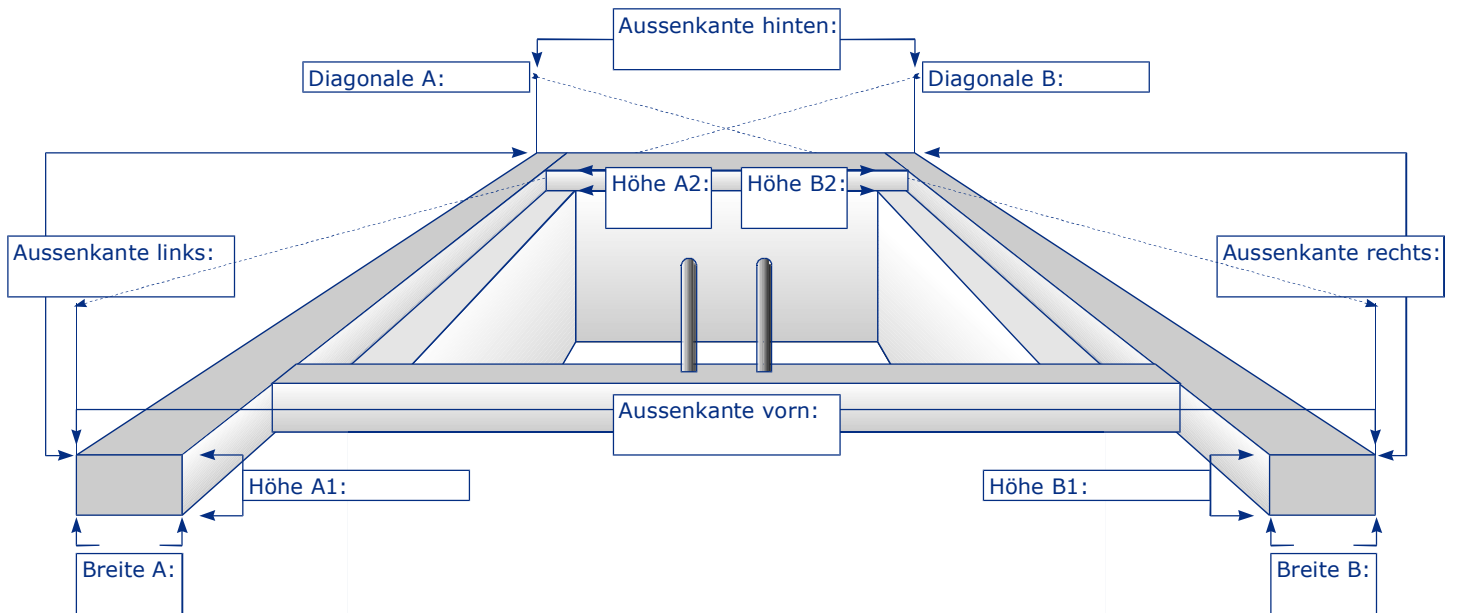 Aussenkante hinten:
Diagonale A:
Diagonale B:
Höhe A2:
Höhe B2:
Aussenkante links:
Aussenkante rechts:
Aussenkante vorn:
Höhe A1:
Höhe B1:
Breite A:
Breite B: